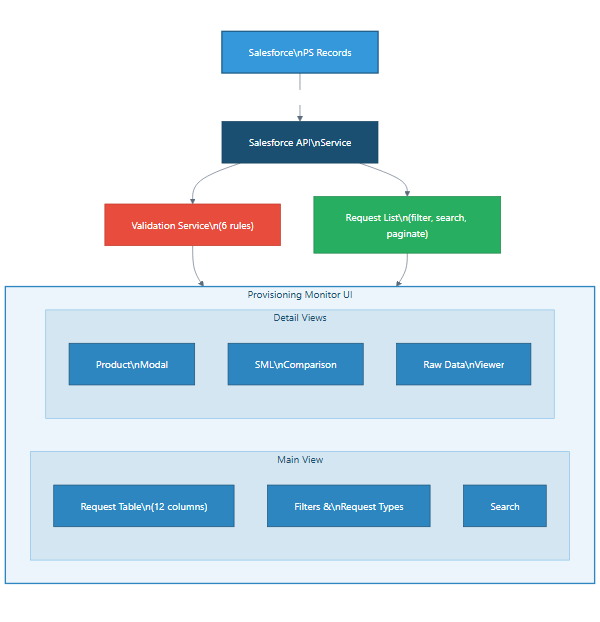 Salesforce\nPS Records
Salesforce API\nService
Validation Service\n(6 rules)
Request List\n(filter, search,
paginate)
Provisioning Monitor UI
Detail Views
Product\nModal
SML\nComparison
Raw Data\nViewer
Main View
Request Table\n(12 columns)
Filters &\nRequest Types
Search